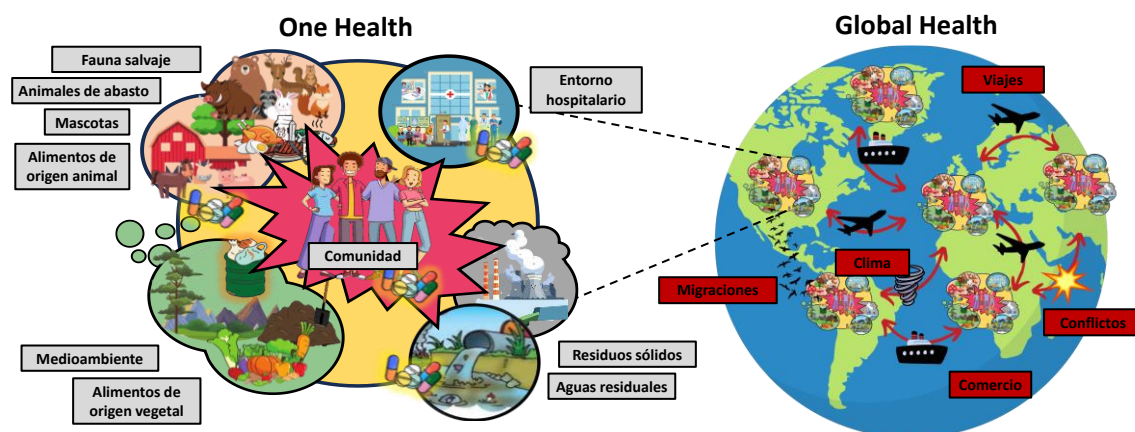 One Health
Fauna salvaje
Animales de abasto
Mascotas
Alimentos de
origen animal
Entorno
hospitalario
Comunidad
Medioambiente
Alimentos de
origen vegetal
Residuos sólidos
Aguas residuales
Global Health
Viajes
Clima
Migraciones
Conflictos
Comercio